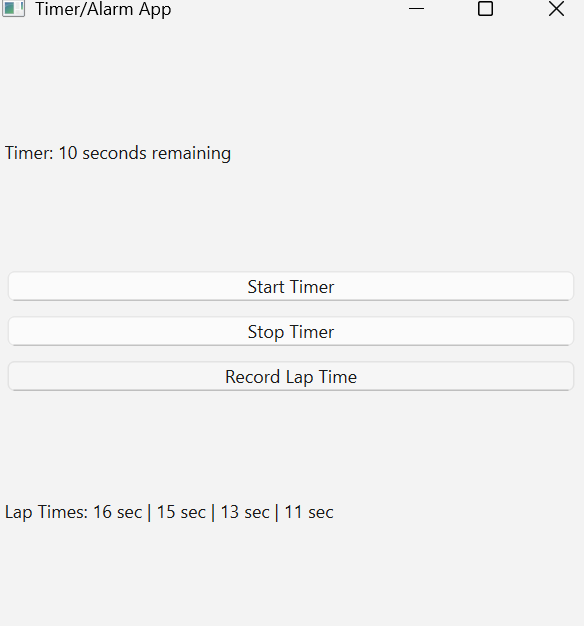 Timer/Alarm App
Timer: 10 seconds remaining
Start Timer
Stop Timer
Record Lap Time
Lap Times: 16 sec | 15 sec | 13 sec | 11 sec